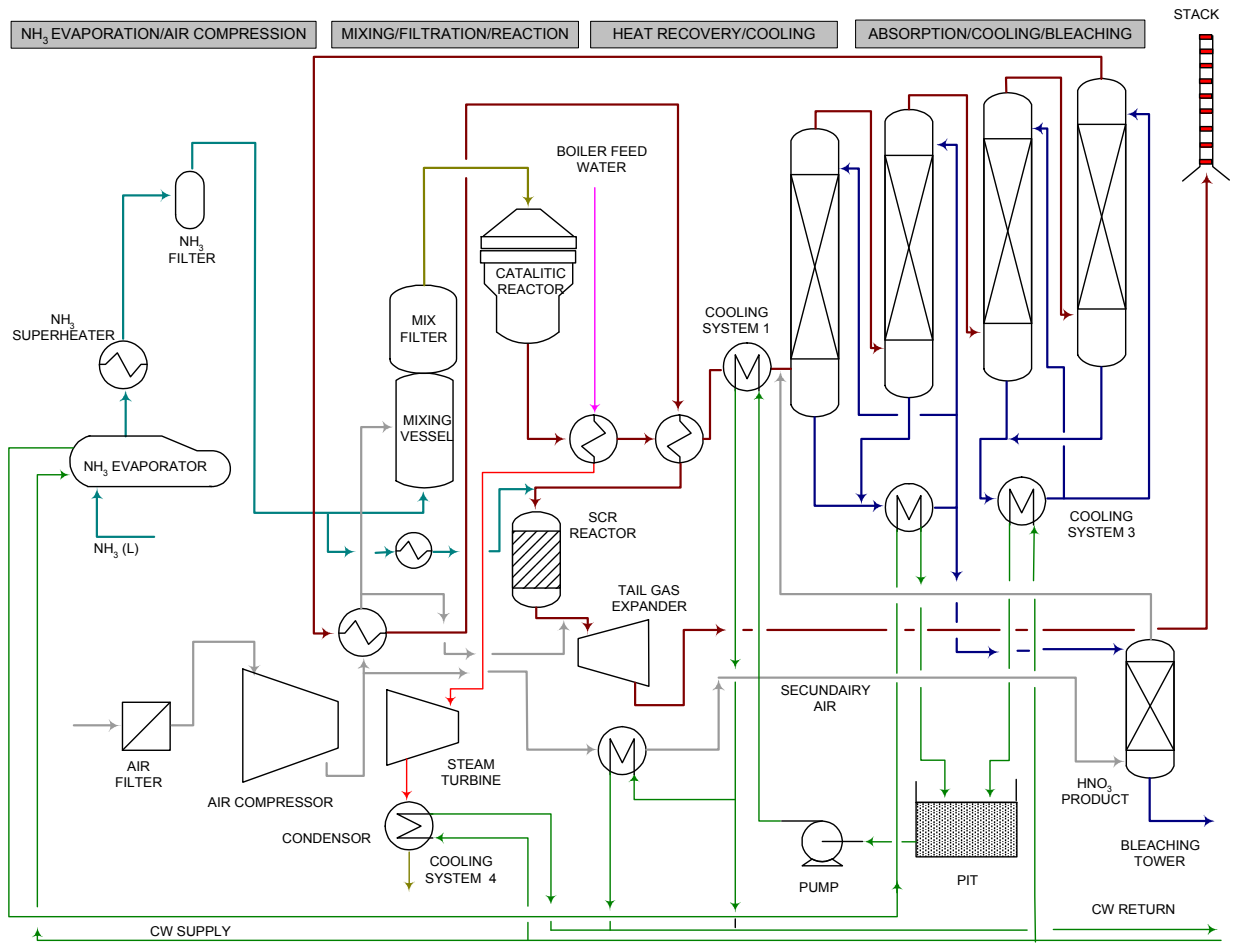 STACK
NH3 EVAPORATION/AIR COMPRESSION
MIXING/FILTRATION/REACTION
HEAT RECOVERY/COOLING
ABSORPTION/COOLING/BLEACHING
BOILER FEED
WATER
NH3
FILTER
CATALITIC
REACTOR
NH3
SUPERHEATER
MIX
FILTER
COOLING
SYSTEM 1
MIXING
VESSEL
NH3 EVAPORATOR
NH3 (L)
SCR
REACTOR
COOLING
SYSTEM 3
TAIL GAS
EXPANDER
SECUNDAIRY
AIR
AIR
FILTER
AIR COMPRESSOR
STEAM
TURBINE
HNO3
PRODUCT
CONDENSOR
COOLING
SYSTEM 4
PUMP
PIT
BLEACHING
TOWER
CW RETURN
CW SUPPLY